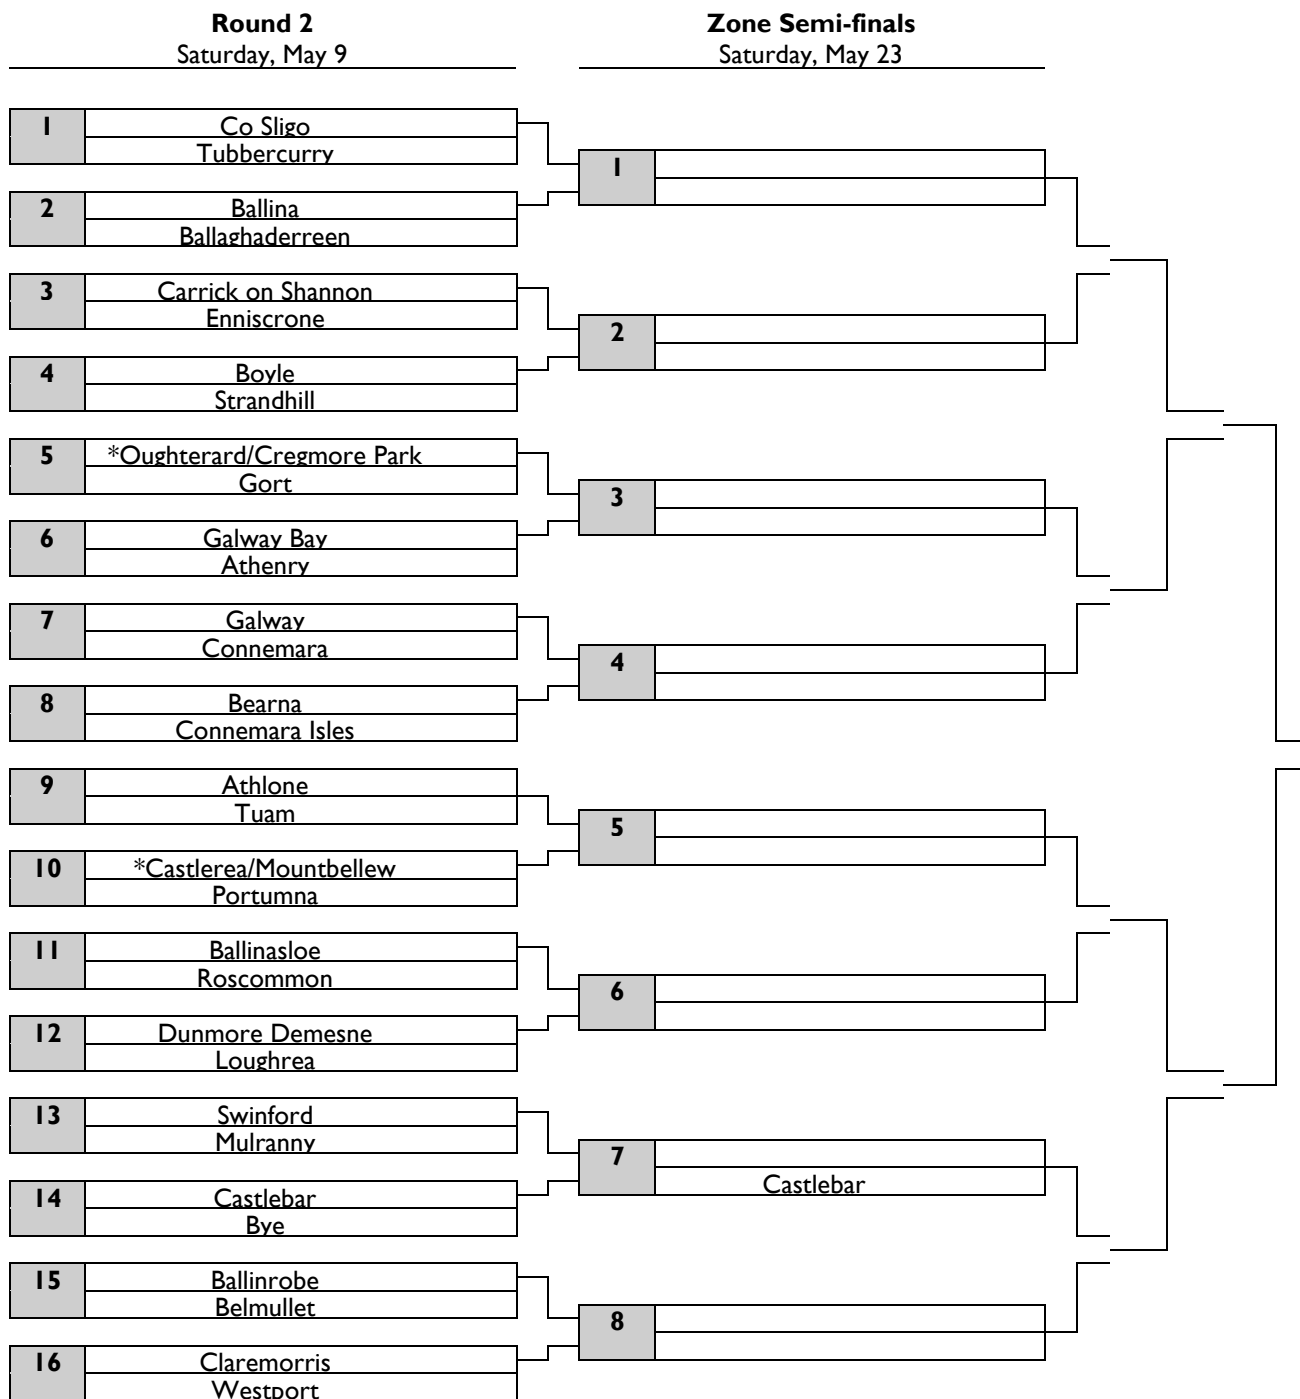 Round 2
Saturday, May 9
Zone Semi-finals
Saturday, May 23
1
Co Sligo
Tubbercurry
2
Ballina
Ballaghaderreen
1
3
Carrick on Shannon
Enniscrone
4
Boyle
Strandhill
2
5
*Oughterard/Cregmore Park
Gort
6
Galway Bay
Athenry
3
7
Galway
Connemara
8
Bearna
Connemara Isles
4
9
Athlone
Tuam
10
*Castlerea/Mountbellew
Portumna
5
11
Ballinasloe
Roscommon
12
Dunmore Demesne
Loughrea
6
13
Swinford
Mulranny
14
Castlebar
Bye
7
Castlebar
15
Ballinrobe
Belmullet
16
Claremorris
Westport
8